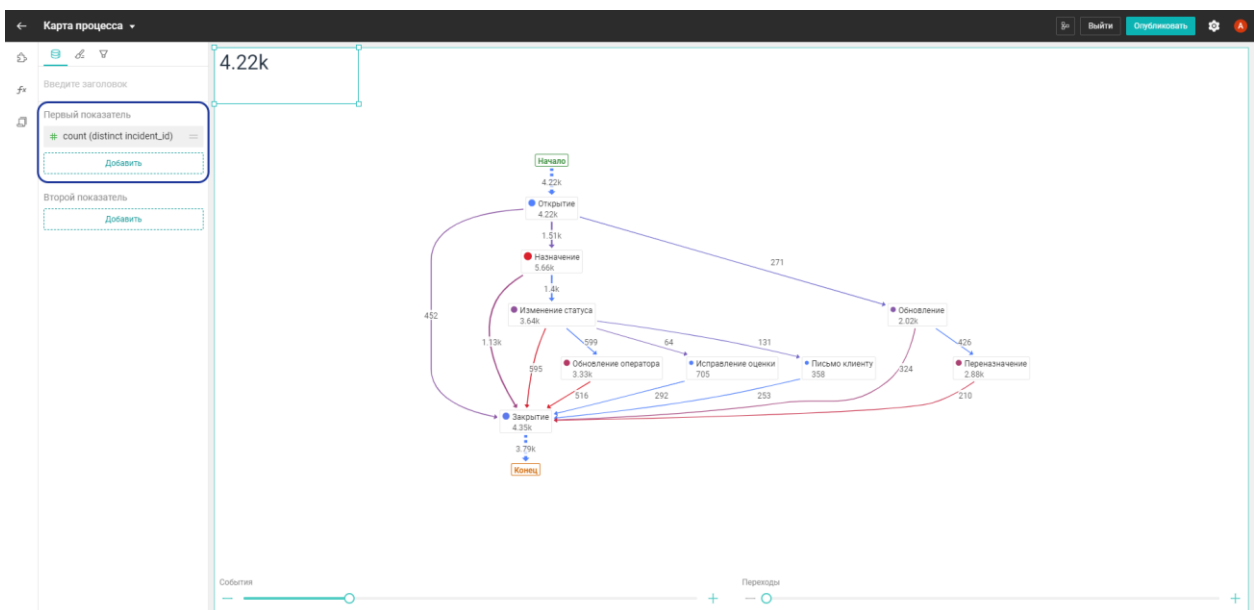 Карта процесса
Выйти
Опубликовать
A
Введите заголовок
Первый показатель
# count (distinct incident_id)
Добавить
Второй показатель
Добавить
fx
4.22k
Начало
4.22k
Открытие
4.22k
1.51k
271
Назначение
5.66k
1.4k
452
Изменение статуса
3.64k
Обновление
2.02k
1.13k
599
64
131
426
595
Обновление оператора
3.33k
Исправление оценки
705
Письмо клиенту
358
324
Переназначение
2.88k
516
292
253
210
Закрытие
4.35k
3.79k
Конец
События
Переходы